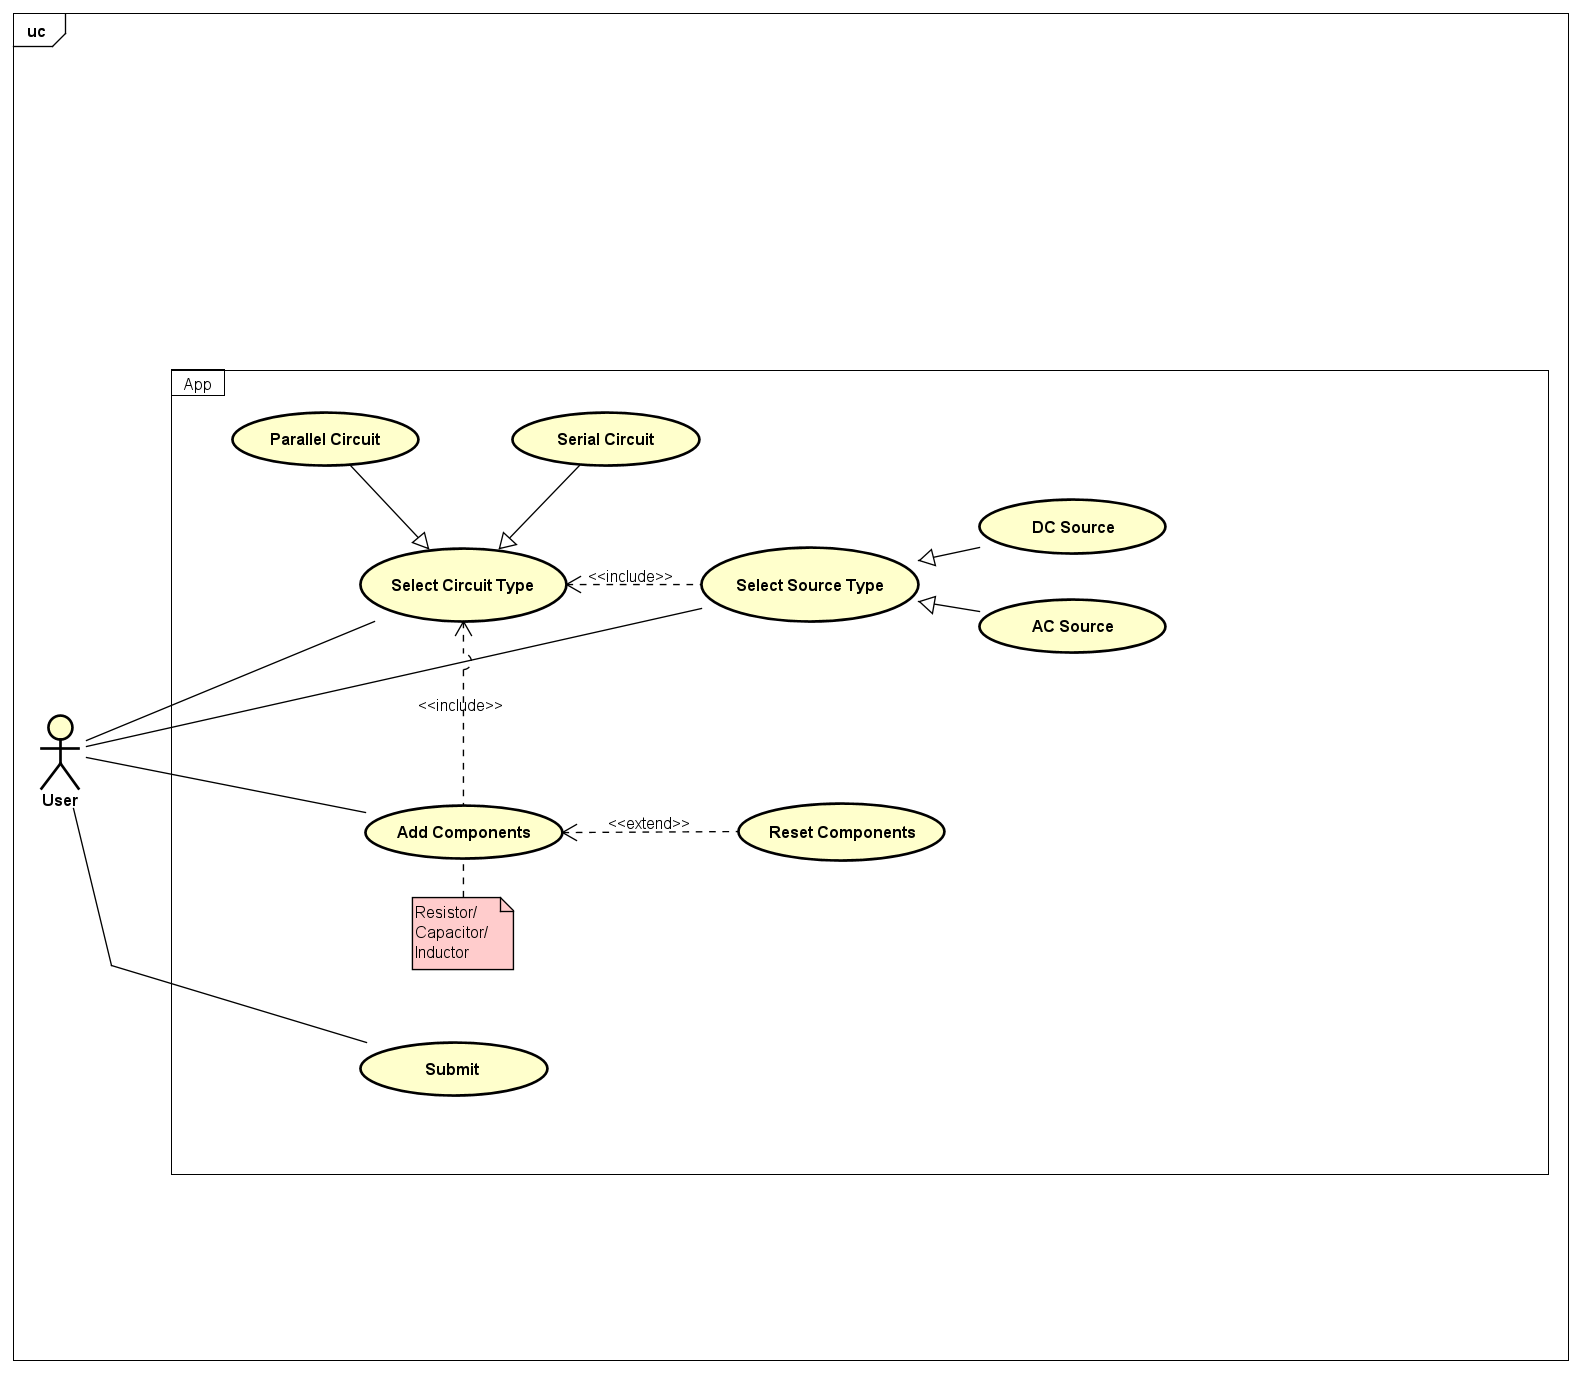 uc
App
Parallel Circuit
Serial Circuit
DC Source
Select Circuit Type
<<include>>
Select Source Type
AC Source
<<include>>
User
Add Components
<<extend>>
Reset Components
Resistor/
Capacitor/
Inductor
Submit